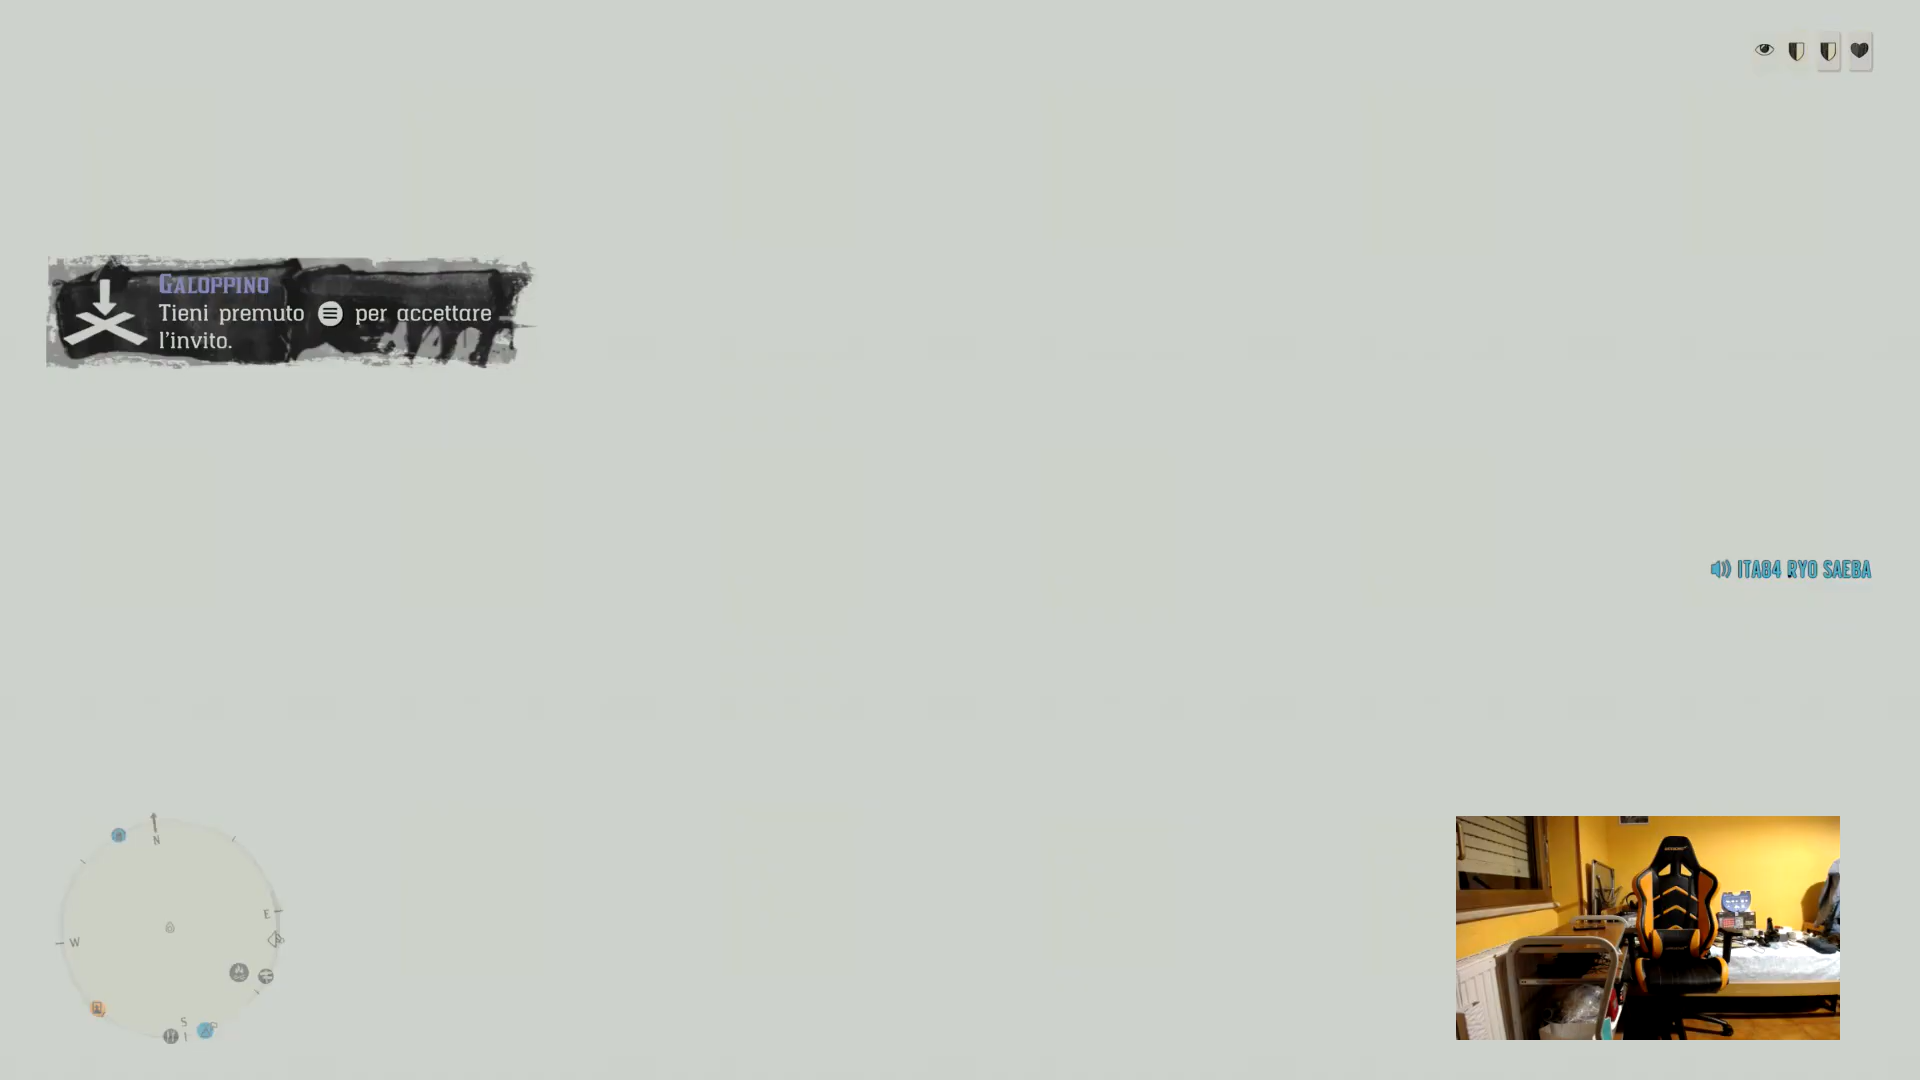 GALOPPINO
Tieni premuto per accettare
l'invito.
ITA84 RYO SAEBA
N
E
W
S